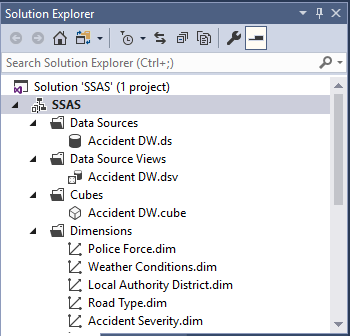 Solution Explorer
Search Solution Explorer (Ctrl+;)
Solution 'SSAS' (1 project)
SSAS
Data Sources
Accident DW.ds
Data Source Views
Accident DW.dsv
Cubes
Accident DW.cube
Dimensions
Police Force.dim
Weather Conditions.dim
Local Authority District.dim
Road Type.dim
Accident Severity.dim